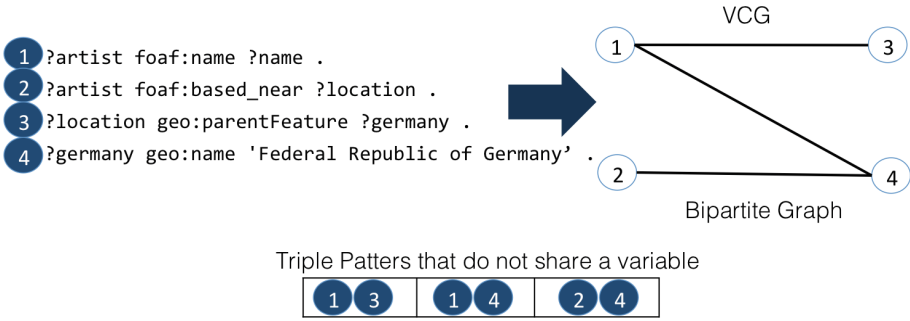 VCG
1 ?artist foaf:name ?name .
2 ?artist foaf:based_near ?location .
3 ?location geo:parentFeature ?germany .
4 ?germany geo:name 'Federal Republic of Germany’ .
1 3
2 4
Bipartite Graph
Triple Patters that do not share a variable
1 3 1 4 2 4